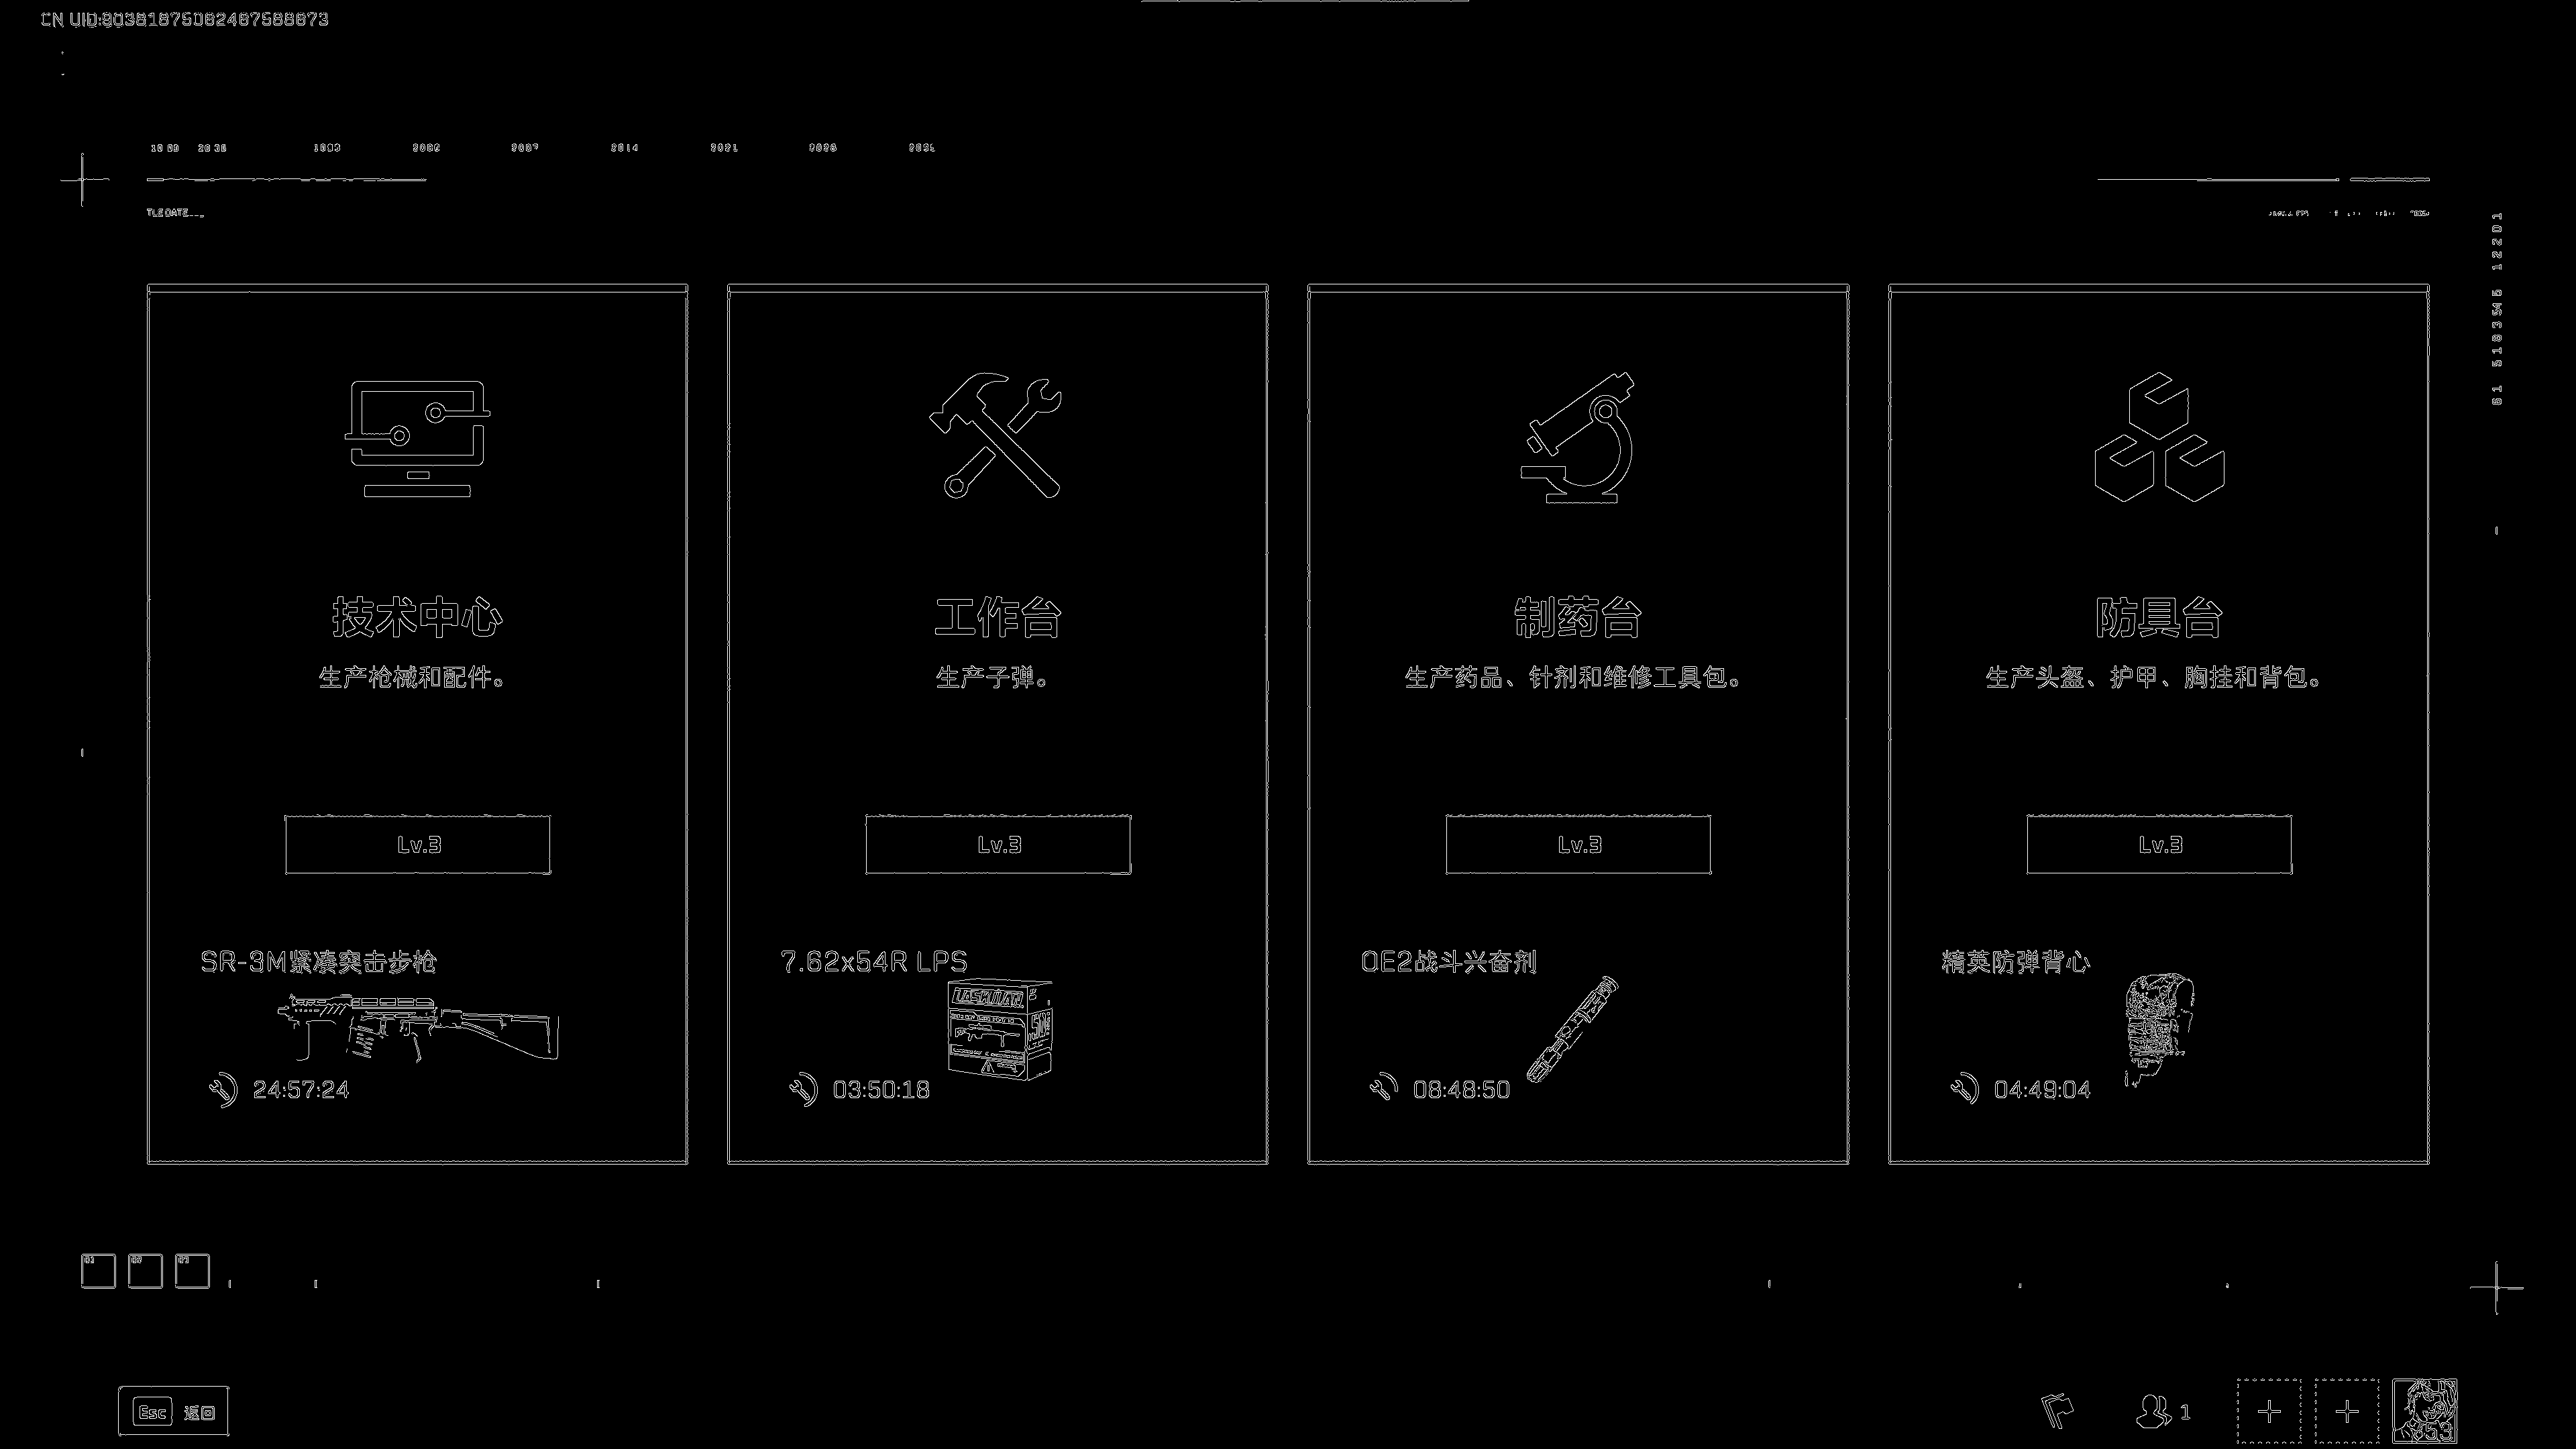 技术中心
生产枪械和配件。
Lv.3
SR-3M紧凑突击步枪
24:57:24
工作台
生产子弹。
Lv.3
7.62x54R LPS
03:50:18
制药台
生产药品、针剂和维修工具包。
Lv.3
OE2战斗兴奋剂
08:48:50
防具台
生产头盔、护甲、胸挂和背包。
Lv.3
精英防弹背心
04:49:04
Esc 返回
1